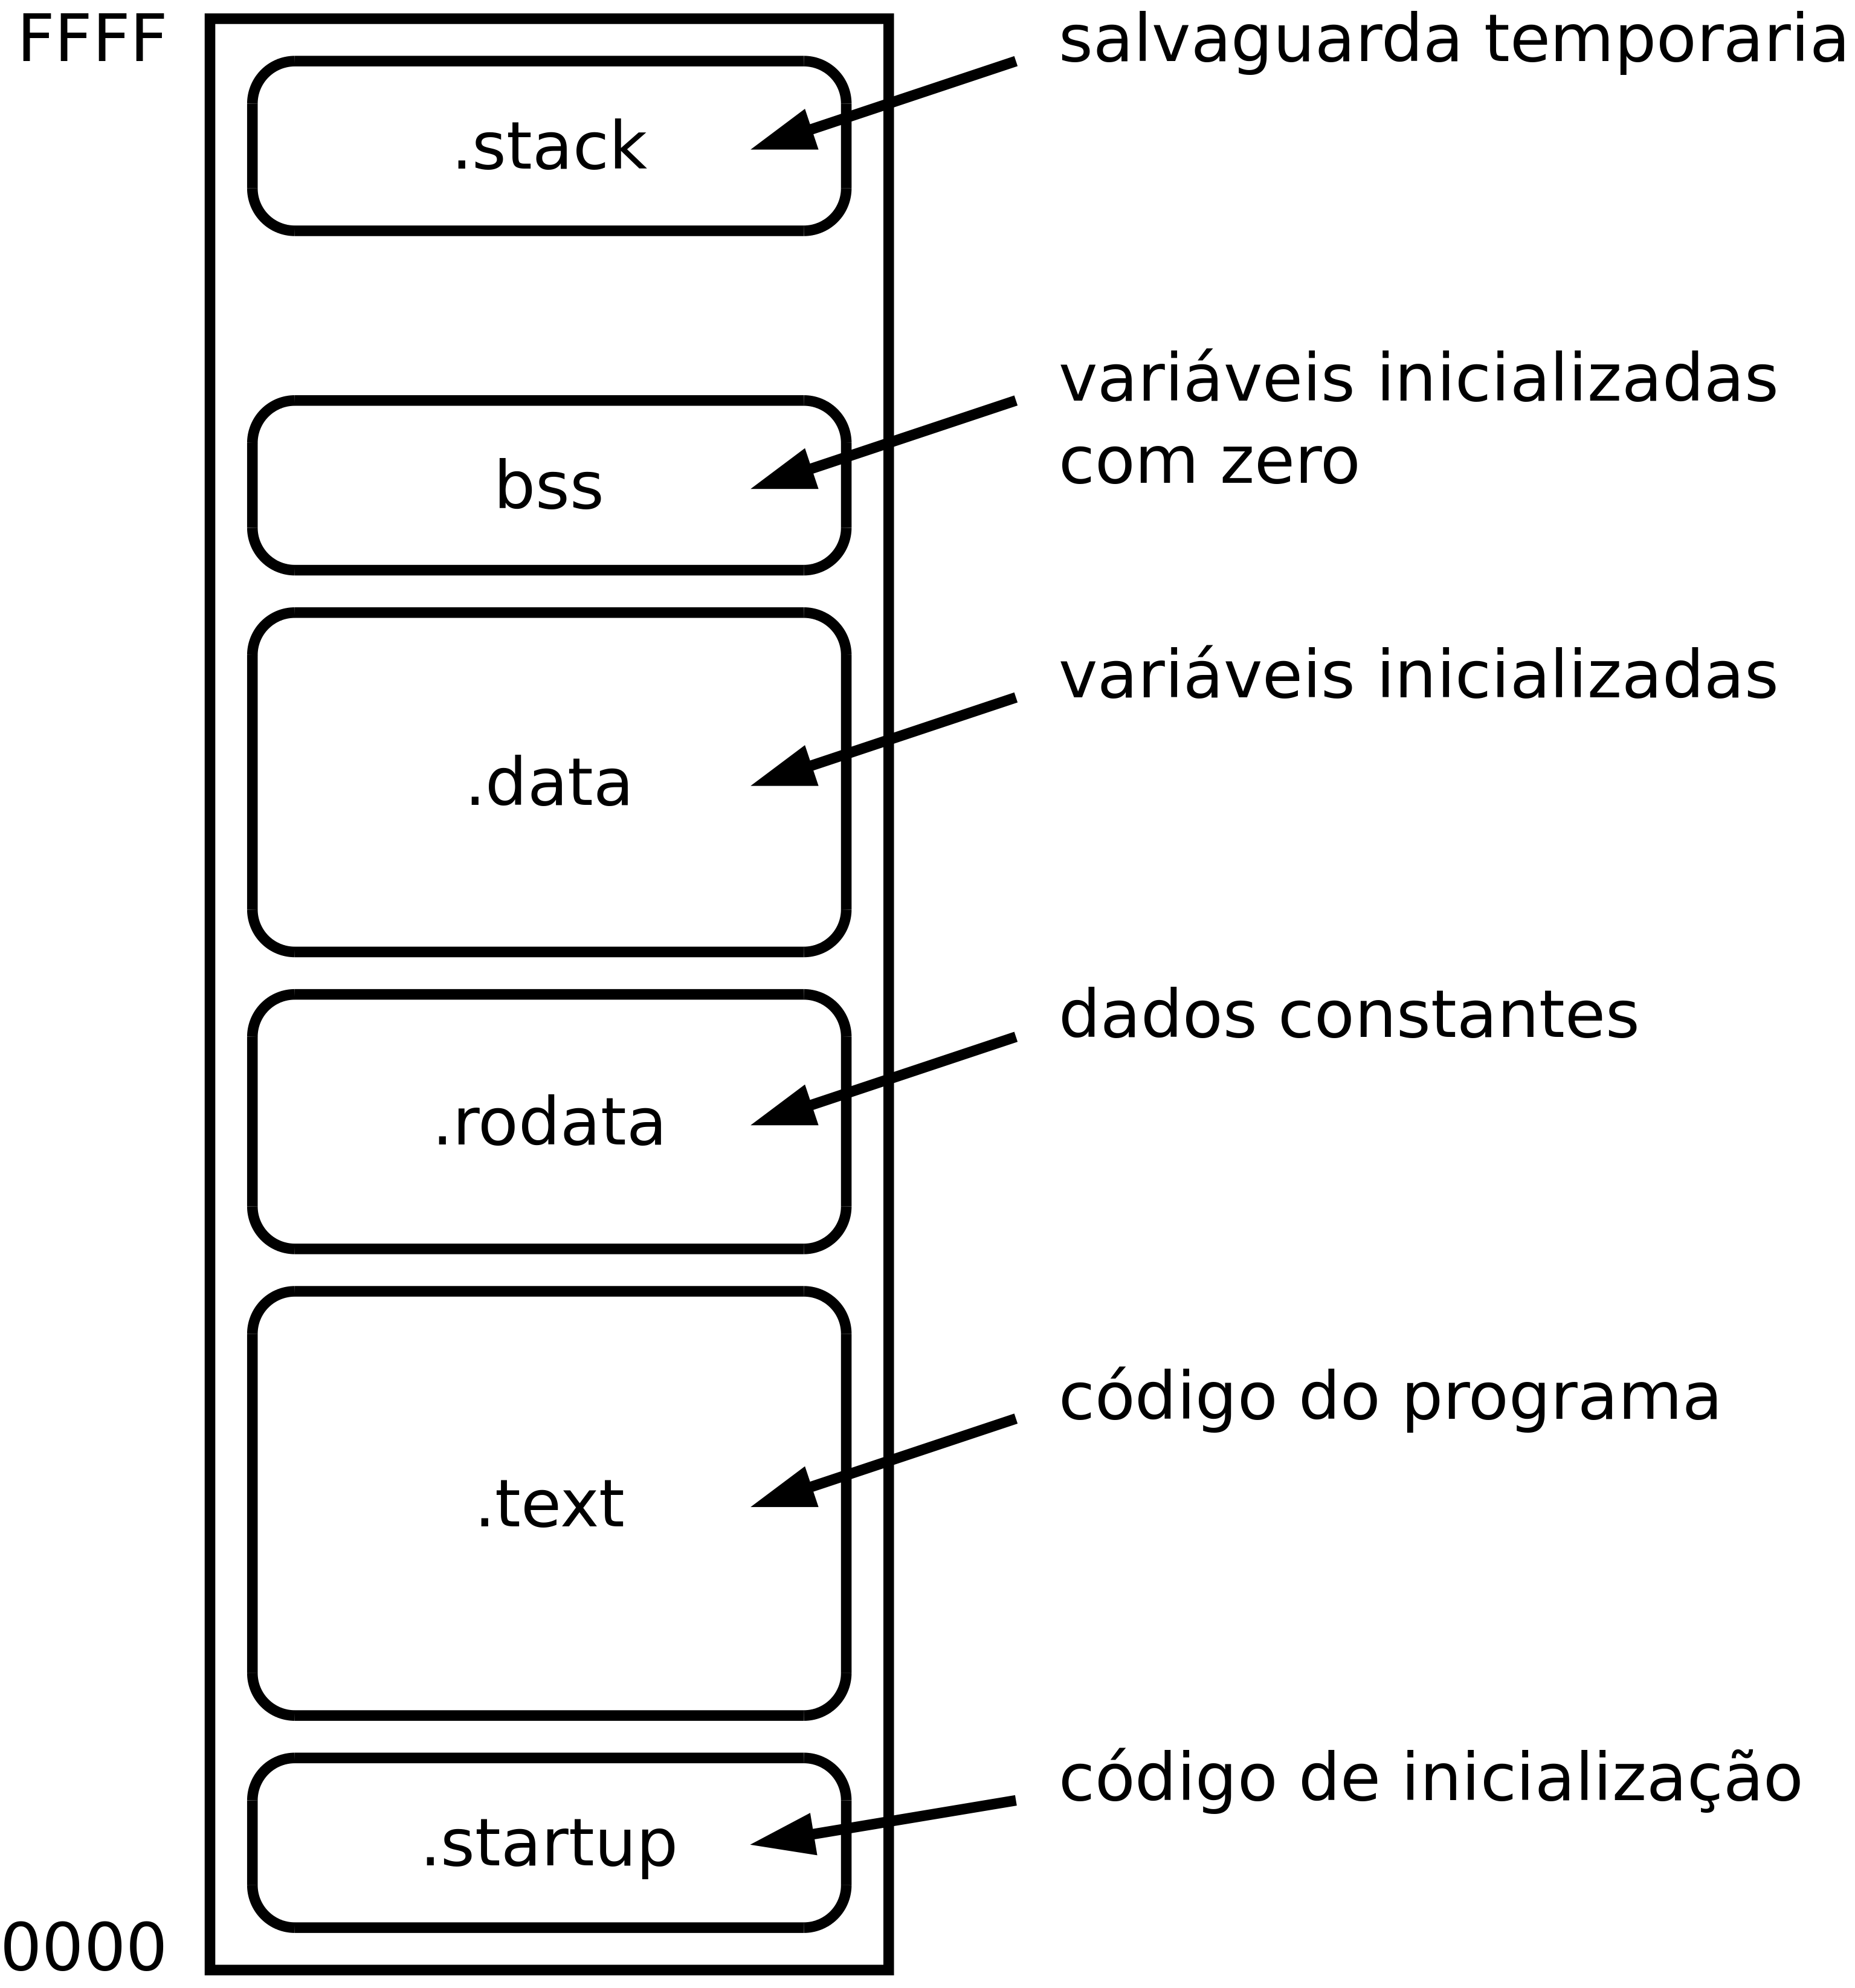 FFFF
salvaguarda temporaria
.stack
variáveis inicializadas
com zero
bss
variáveis inicializadas
.data
dados constantes
.rodata
código do programa
.text
código de inicialização
.startup
0000